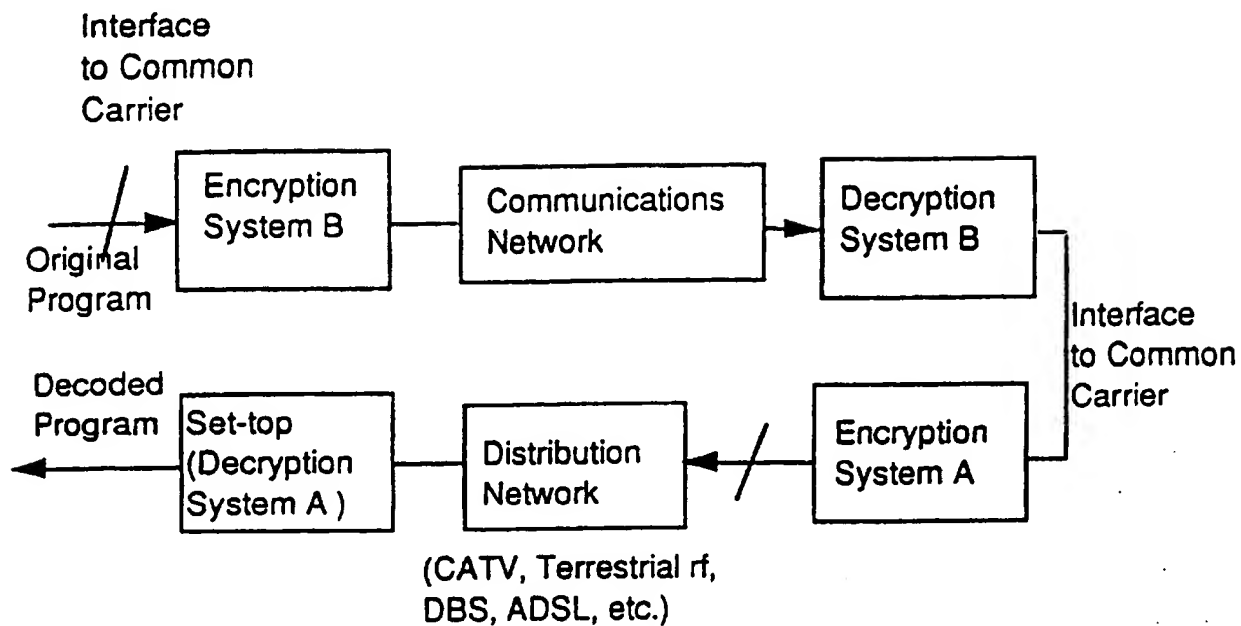 Interface
to Common
Carrier
Encryption
System B
Communications
Network
Decryption
System B
Original
Program
Interface
to Common
Carrier
Decoded
Program
Set-top
(Decryption
System A )
Distribution
Network
Encryption
System A
(CATV, Terrestrial rf,
DBS, ADSL, etc.)